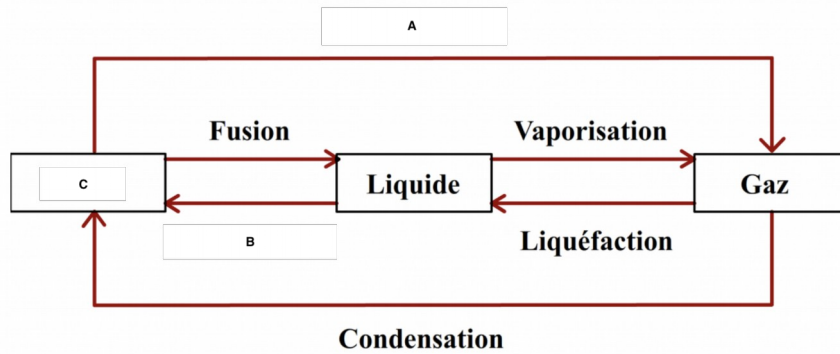 A
Fusion
Vaporisation
C
Liquide
Gaz
B
Liquéfaction
Condensation